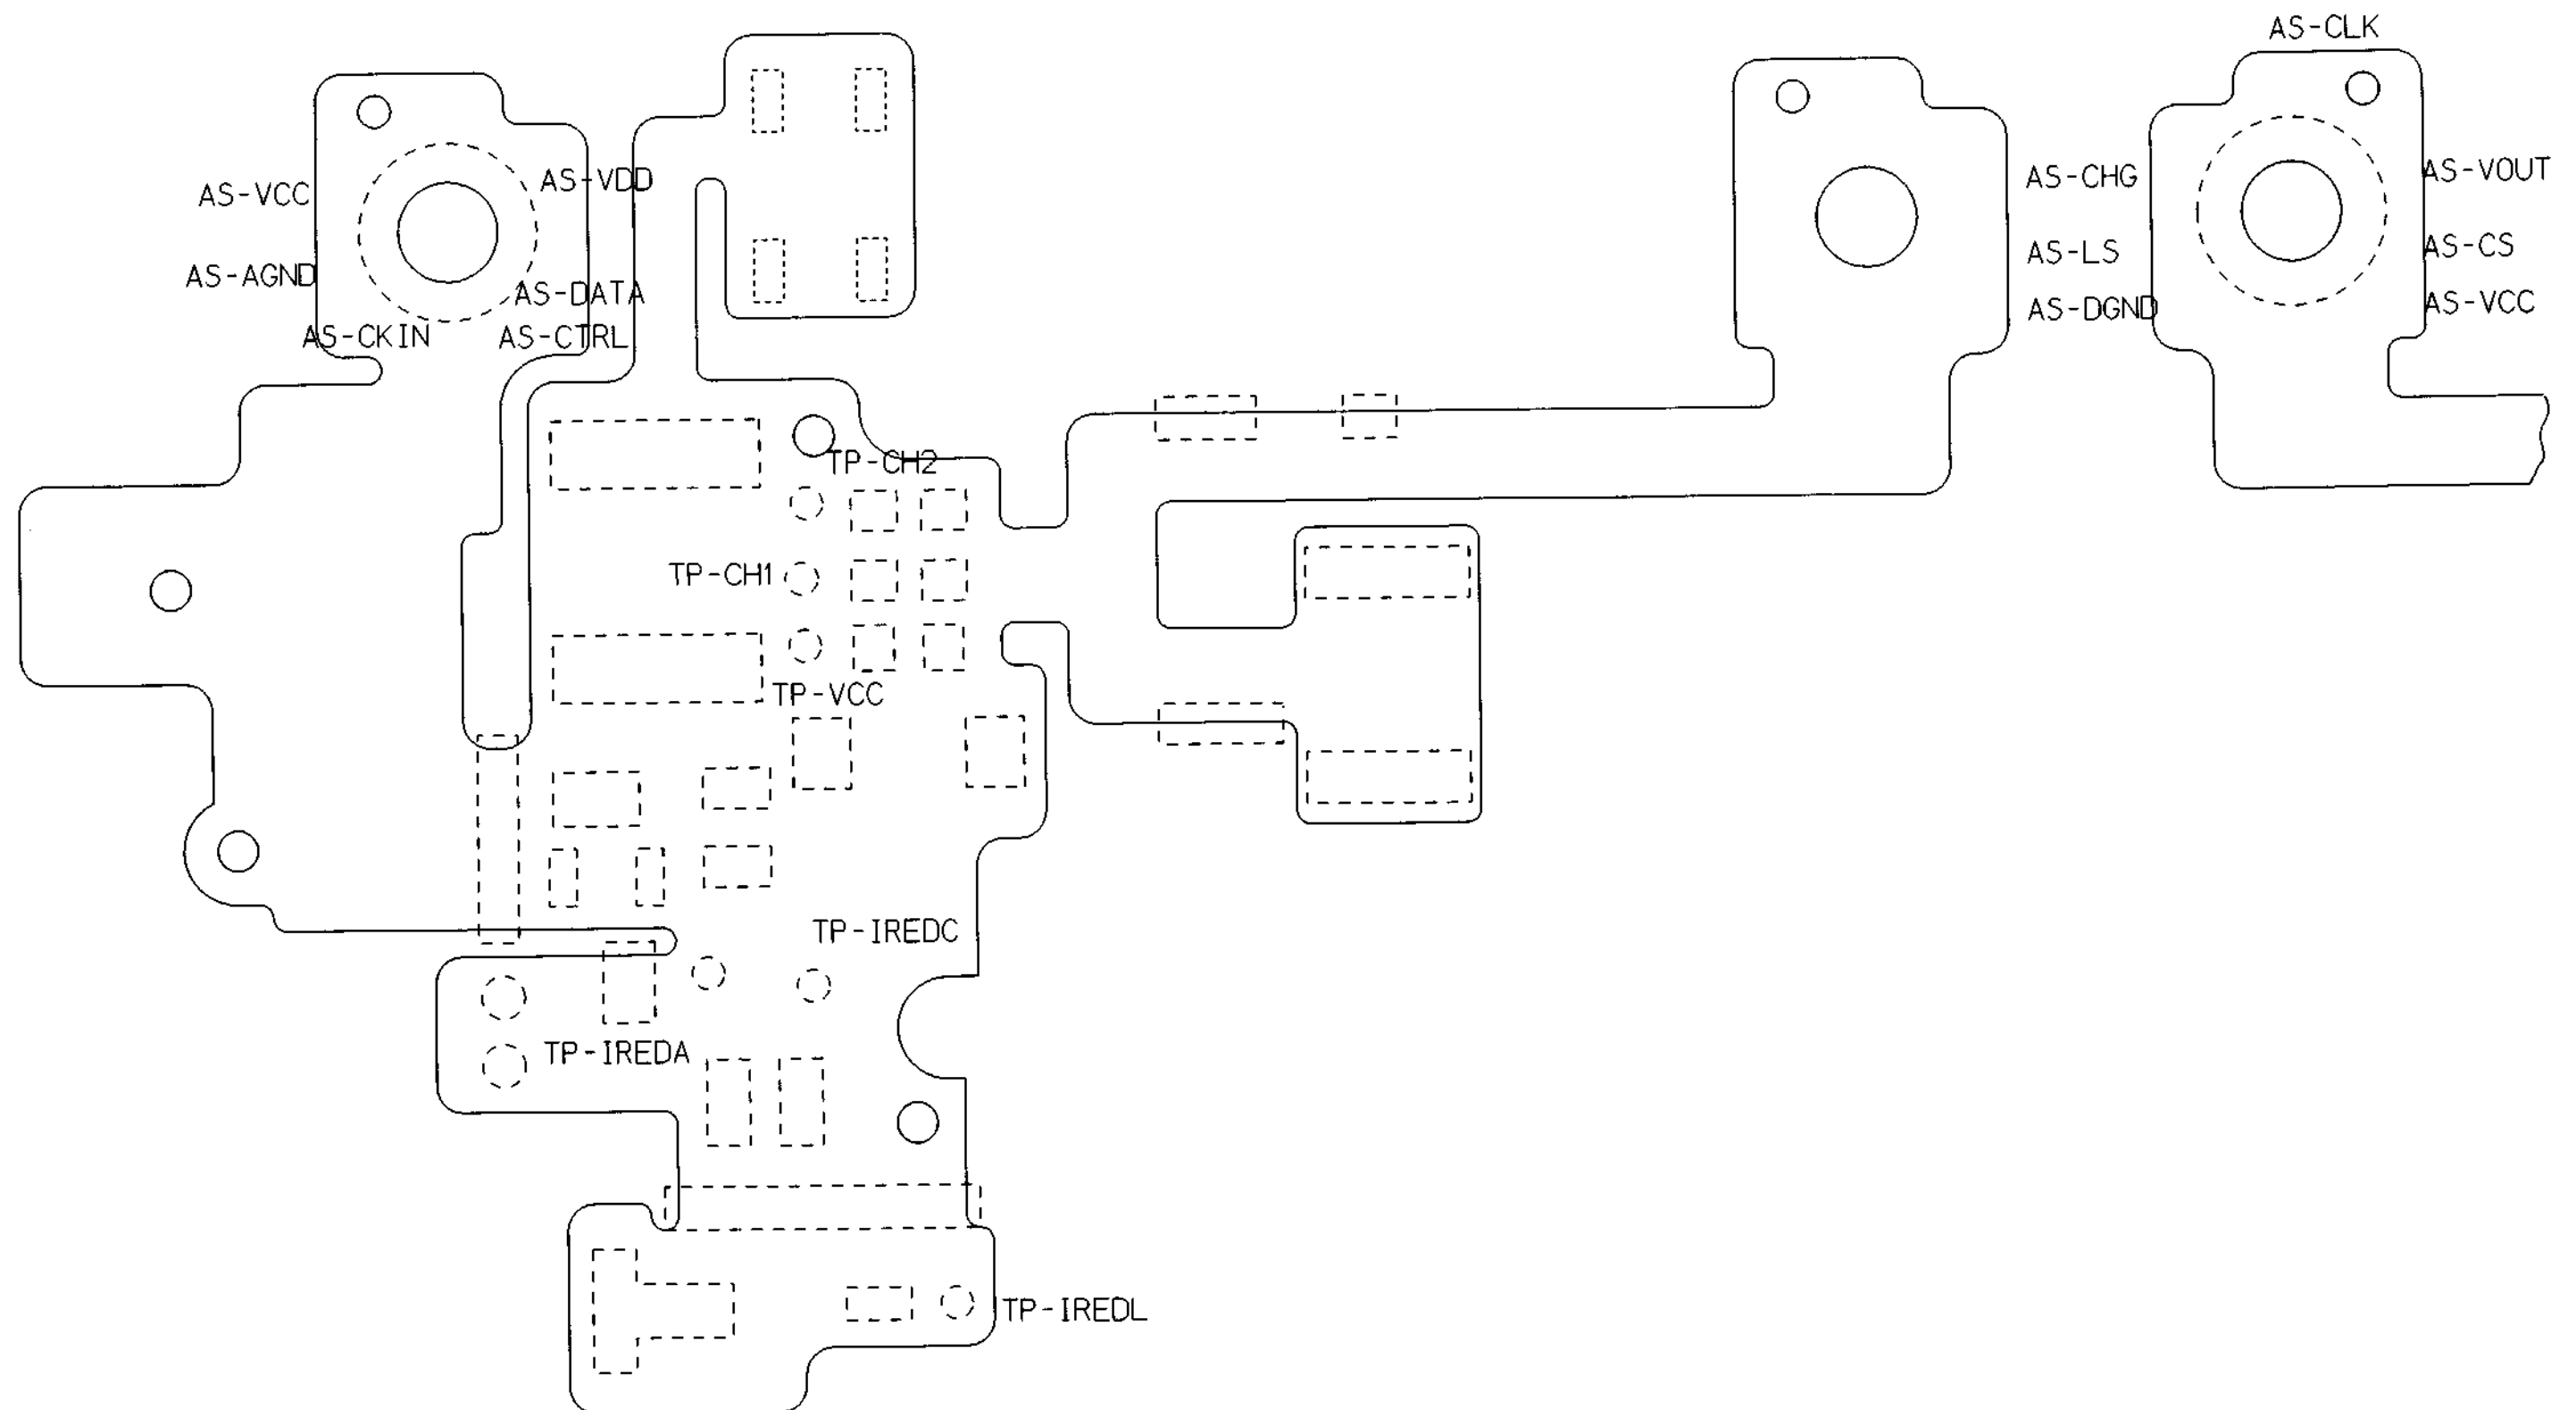 AS-CLK
AS-VCC
AS-VDD
AS-CHG
AS-VOUT
AS-AGND
AS-DATA
AS-LS
AS-CS
AS-CKIN
AS-CTRL
AS-DGND
AS-VCC
TP-CH2
TP-CH1
TP-VCC
TP-IREDC
TP-IREDA
TP-IREDL